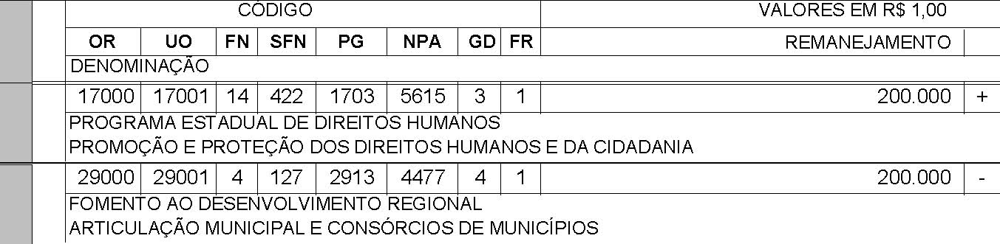 CÓDIGO VALORES EM R$ 1,00
OR UO FN SFN PG NPA GD FR REMANEJAMENTO
DENOMINAÇÃO
17000 17001 14 422 1703 5615 3 1 200.000 +
PROGRAMA ESTADUAL DE DIREITOS HUMANOS
PROMOÇÃO E PROTEÇÃO DOS DIREITOS HUMANOS E DA CIDADANIA
29000 29001 4 127 2913 4477 4 1 200.000 -
FOMENTO AO DESENVOLVIMENTO REGIONAL
ARTICULAÇÃO MUNICIPAL E CONSÓRCIOS DE MUNICÍPIOS